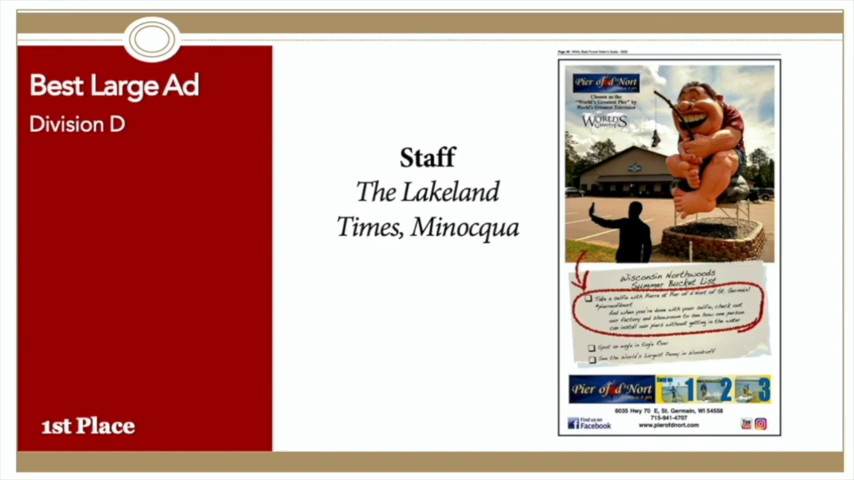 Best Large Ad
Division D
1st Place
Staff
The Lakeland
Times, Minocqua
Pier of d'Nort
Chosen as the
"World's Greatest Pier" by
World's Greatest Television
WORLD'S
GREATEST
Wisconsin Northwoods
Summer Bucket List
Take a selfie with Pierre at Pier of d'Nort of St. Germain!
#pierofdnort
And when you're done with your selfie, check out
our factory and showroom to see how one person
can install our piers without getting in the water
Spot an eagle in Eagle River
See the World's Largest Penny in Woodruff
Pier of d'Nort
1 2 3
6035 Hwy 70 E, St. Germain, WI 54558
715-941-4707
www.pierofdnort.com
Find us on
Facebook